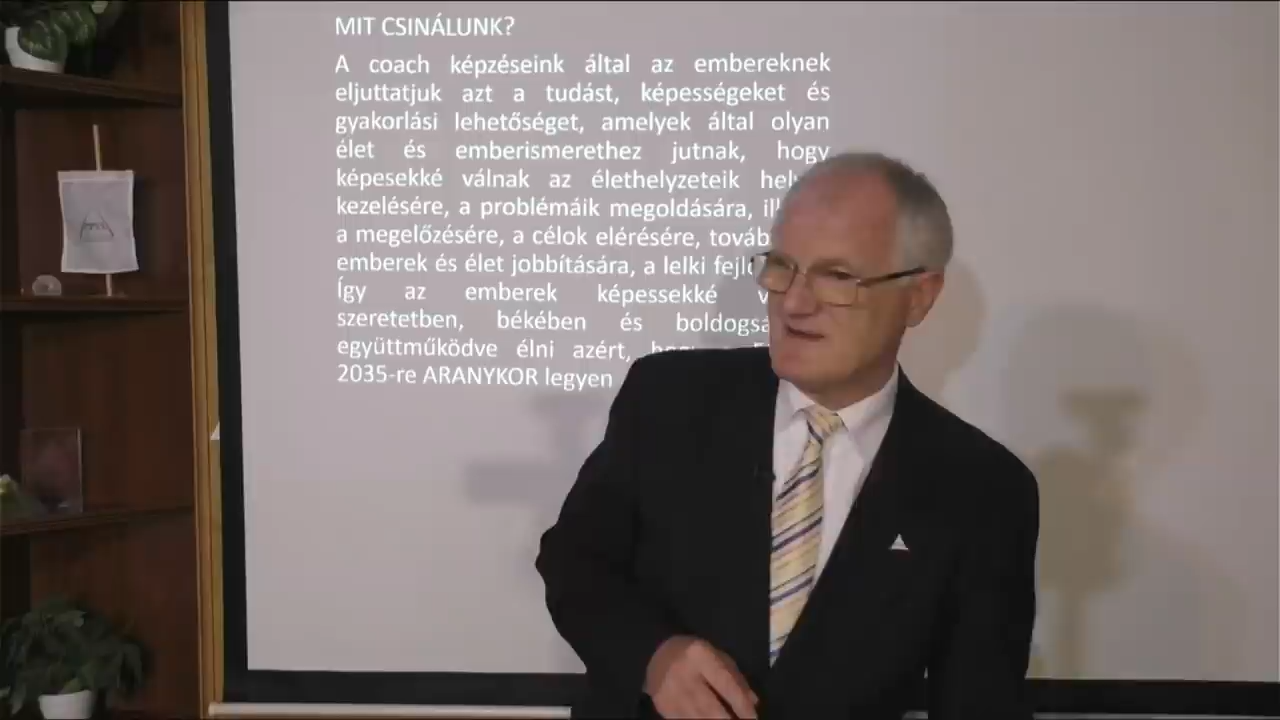 MIT CSINÁLUNK?
A coach képzéseink által az embereknek
eljuttatjuk azt a tudást, képességeket és
gyakorlási lehetőséget, amelyek által olyan
élet és emberismerethez jutnak, hogy
képesekké válnak az élethelyzeteik
kezelésére, a problémáik megoldására,
a megelőzésére, a célok elérésére,
emberek és élet jobbítására, a lelki
Így az emberek képessekké
szeretetben, békében és
együttműködve élni azért,
2035-re ARANYKOR legyen